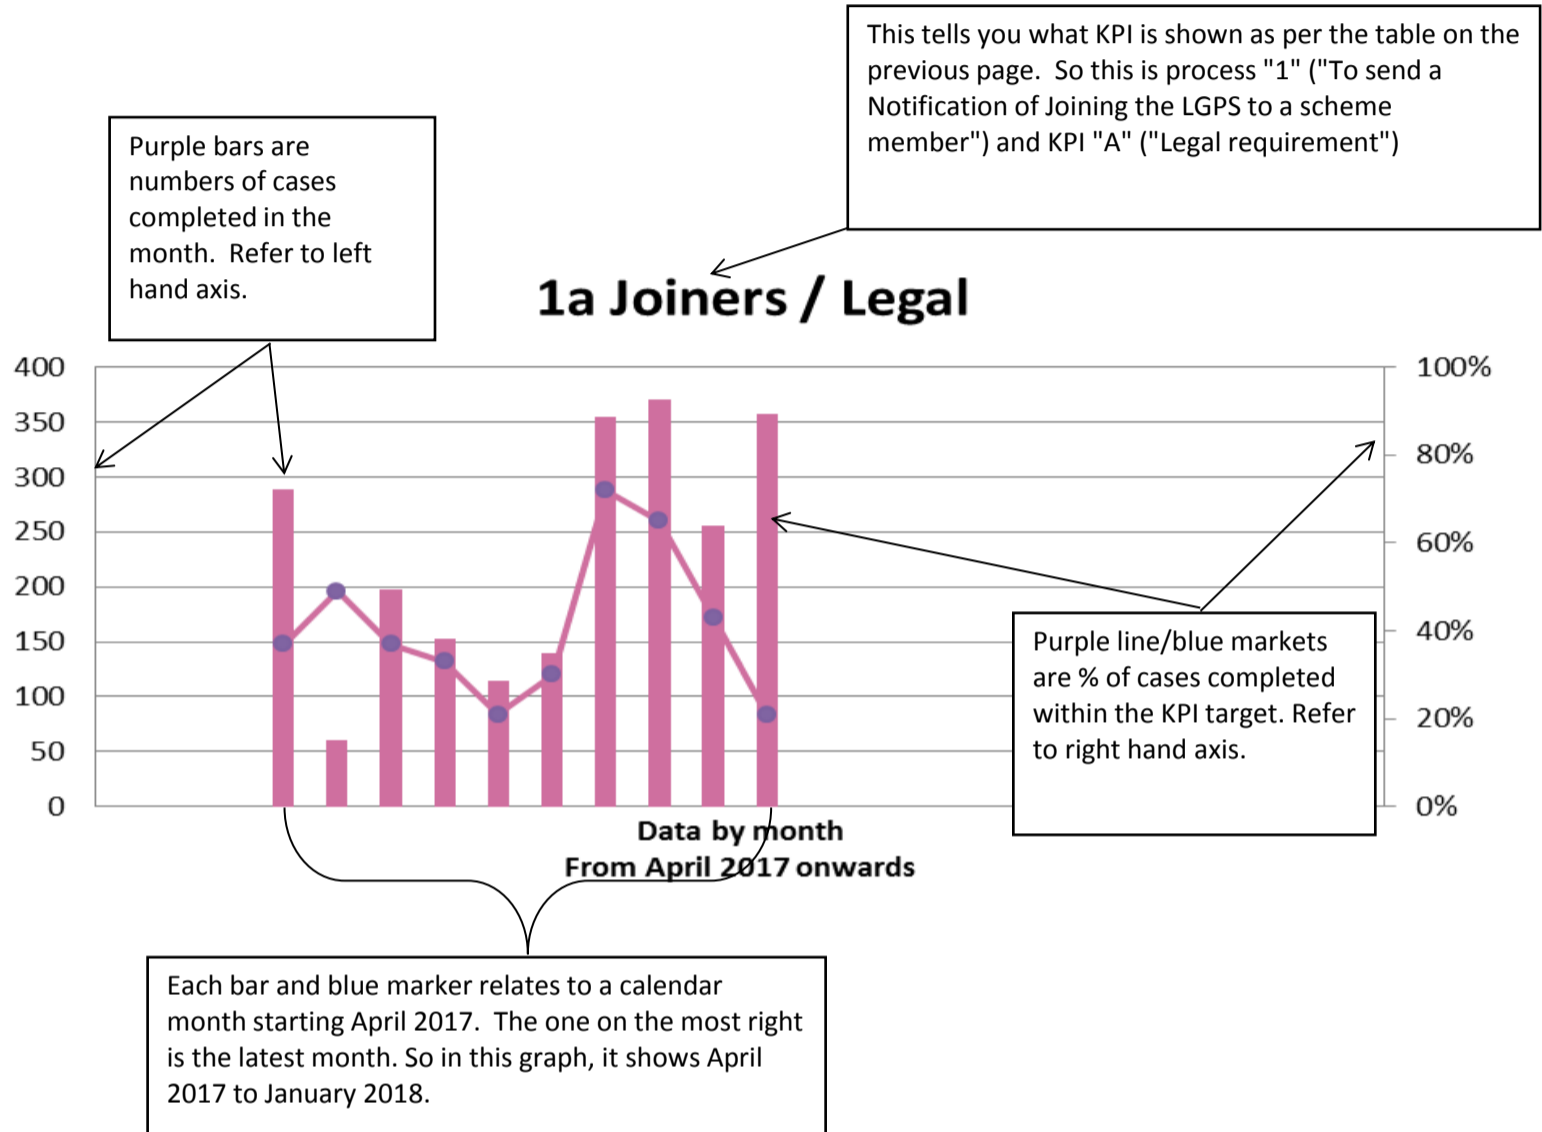 This tells you what KPI is shown as per the table on the
previous page.  So this is process "1" ("To send a
Notification of Joining the LGPS to a scheme
member") and KPI "A" ("Legal requirement")
Purple bars are
numbers of cases
completed in the
month.  Refer to left
hand axis.
1a Joiners / Legal
400
350
300
250
200
150
100
50
0
100%
80%
60%
40%
20%
0%
Purple line/blue markets
are % of cases completed
within the KPI target. Refer
to right hand axis.
Data by month
From April 2017 onwards
Each bar and blue marker relates to a calendar
month starting April 2017.  The one on the most right
is the latest month. So in this graph, it shows April
2017 to January 2018.